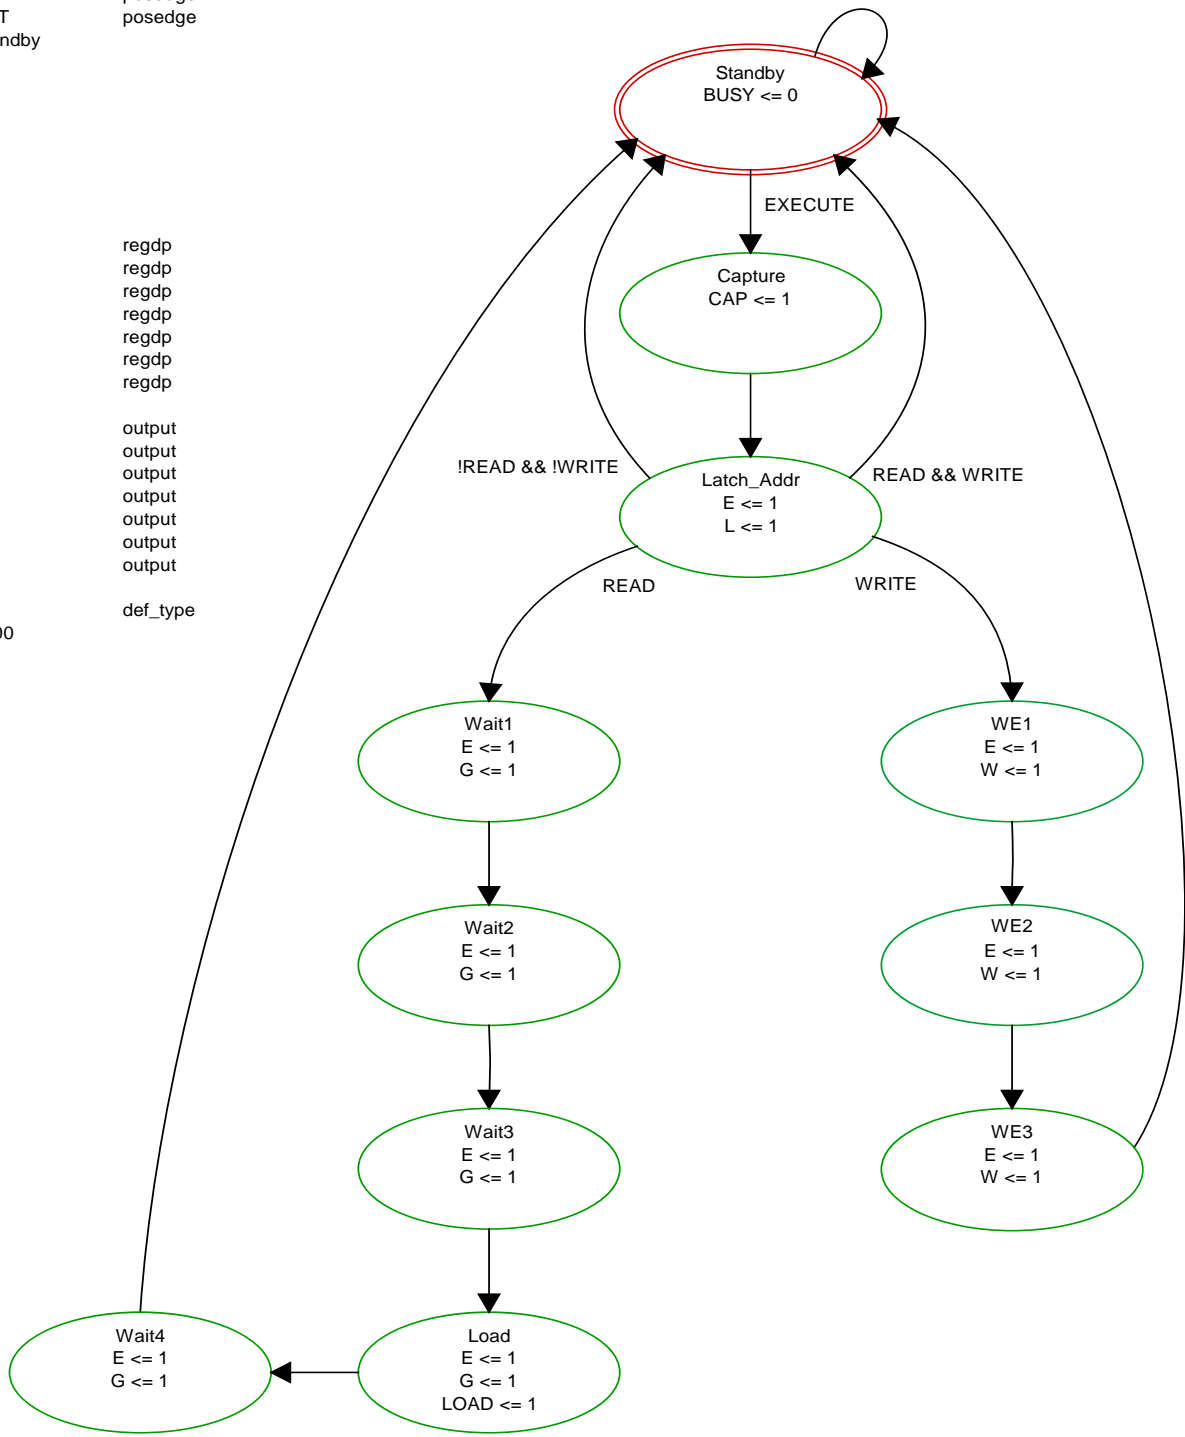 posedge
T posedge
ndby
Standby
BUSY <= 0
EXECUTE
regdp
regdp
regdp
regdp
regdp
regdp
regdp
Capture
CAP <= 1
output
output
output
output
output
output
output
!READ && !WRITE
READ && WRITE
Latch_Addr
E <= 1
L <= 1
READ
WRITE
def_type
00
Wait1
E <= 1
G <= 1
WE1
E <= 1
W <= 1
Wait2
E <= 1
G <= 1
WE2
E <= 1
W <= 1
Wait3
E <= 1
G <= 1
WE3
E <= 1
W <= 1
Wait4
E <= 1
G <= 1
Load
E <= 1
G <= 1
LOAD <= 1